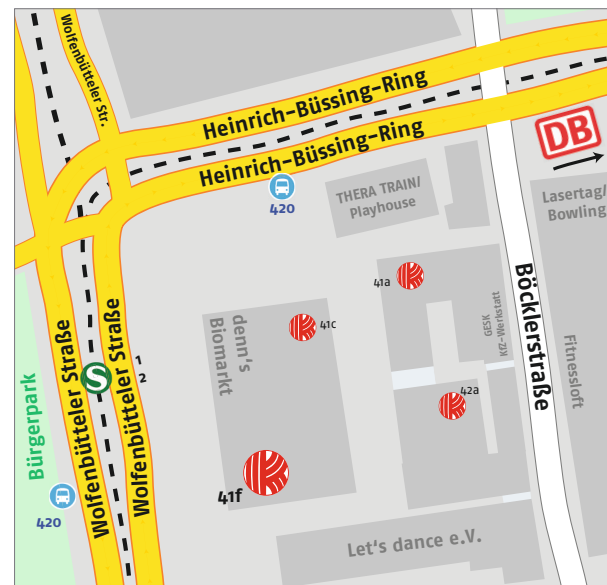 Wolfenbütteler Str.
Heinrich-Büssing-Ring
Heinrich-Büssing-Ring
DB
420
THERA TRAIN/
Playhouse
Lasertag/
Bowling
41a
41c
denn's
Biomarkt
GESK
KfZ-Werkstatt
Böcklerstraße
Fitnessloft
Wolfenbütteler Straße
Wolfenbütteler Straße
1
2
S
Bürgerpark
42a
41f
420
Let's dance e.V.